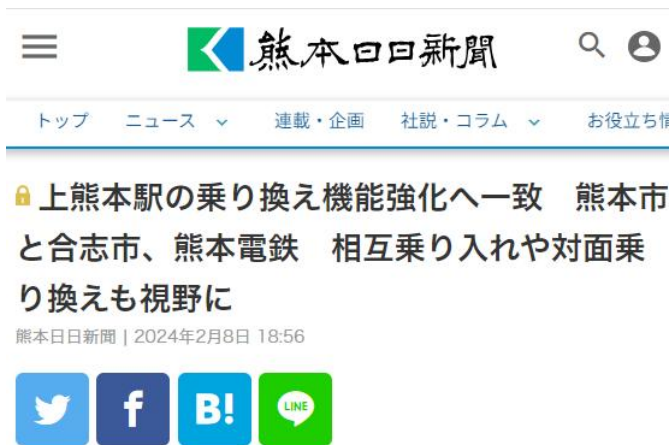 熊本日日新聞
トップ ニュース 連載・企画 社説・コラム お役立ち情
上熊本駅の乗り換え機能強化へ一致 熊本市
と合志市、熊本電鉄 相互乗り入れや対面乗
り換えも視野に
熊本日日新聞 | 2024年2月8日 18:56
f B! LINE